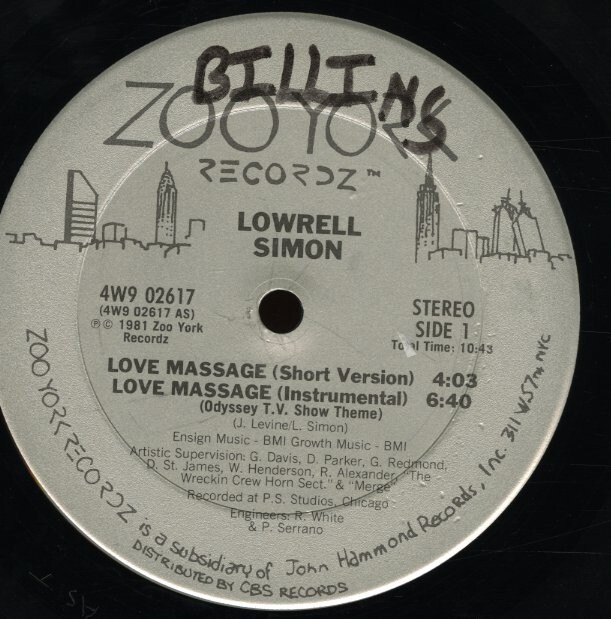 BILLINS
ZOO YORK
RECORDZ™
LOWRELL
SIMON
4W9 02617
(4W9 02617 AS)
℗ © 1981 Zoo York
Recordz
STEREO
SIDE 1
Total Time: 10:43
LOVE MASSAGE (Short Version) 4:03
LOVE MASSAGE (Instrumental) 6:40
(Odyssey T.V. Show Theme)
(J. Levine/L. Simon)
Ensign Music - BMI Growth Music - BMI
Artistic Supervision: G. Davis, D. Parker, G. Redmond,
D. St. James, W. Henderson, R. Alexander, "The
Wreckin Crew Horn Sect." & "Merge"
Recorded at P.S. Studios, Chicago
Engineers: R. White
& P. Serrano
ZOO YORK RECORDZ is a subsidiary of John Hammond Records, Inc. 311 W 57TH NYC
DISTRIBUTED BY CBS RECORDS